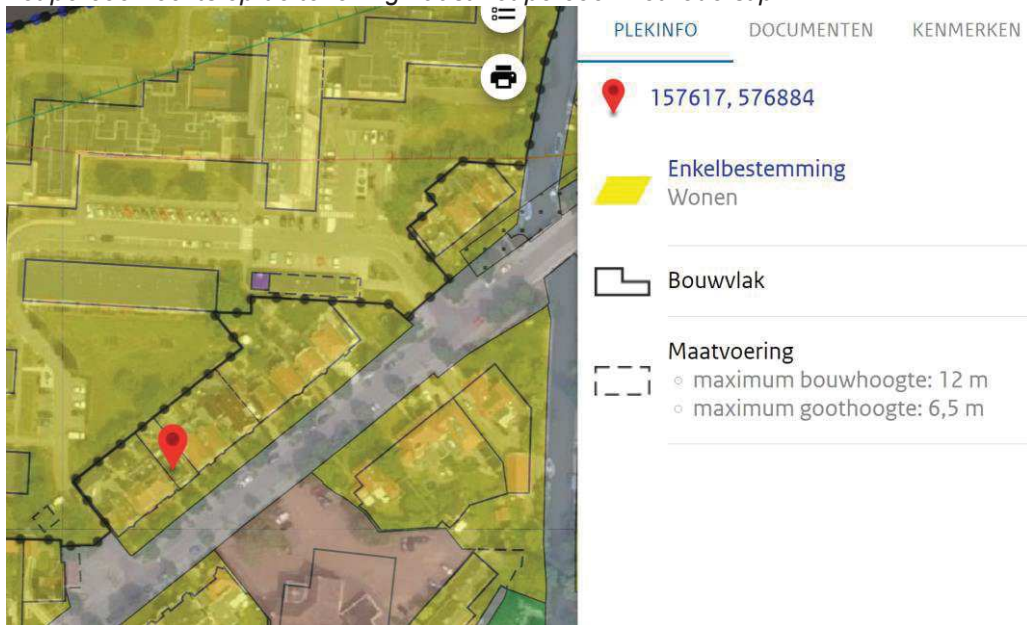 PLEKINFO DOCUMENTEN KENMERKEN
157617, 576884
Enkelbestemming
Wonen
Bouwvlak
Maatvoering
◦ maximum bouwhoogte: 12 m
◦ maximum goothoogte: 6,5 m